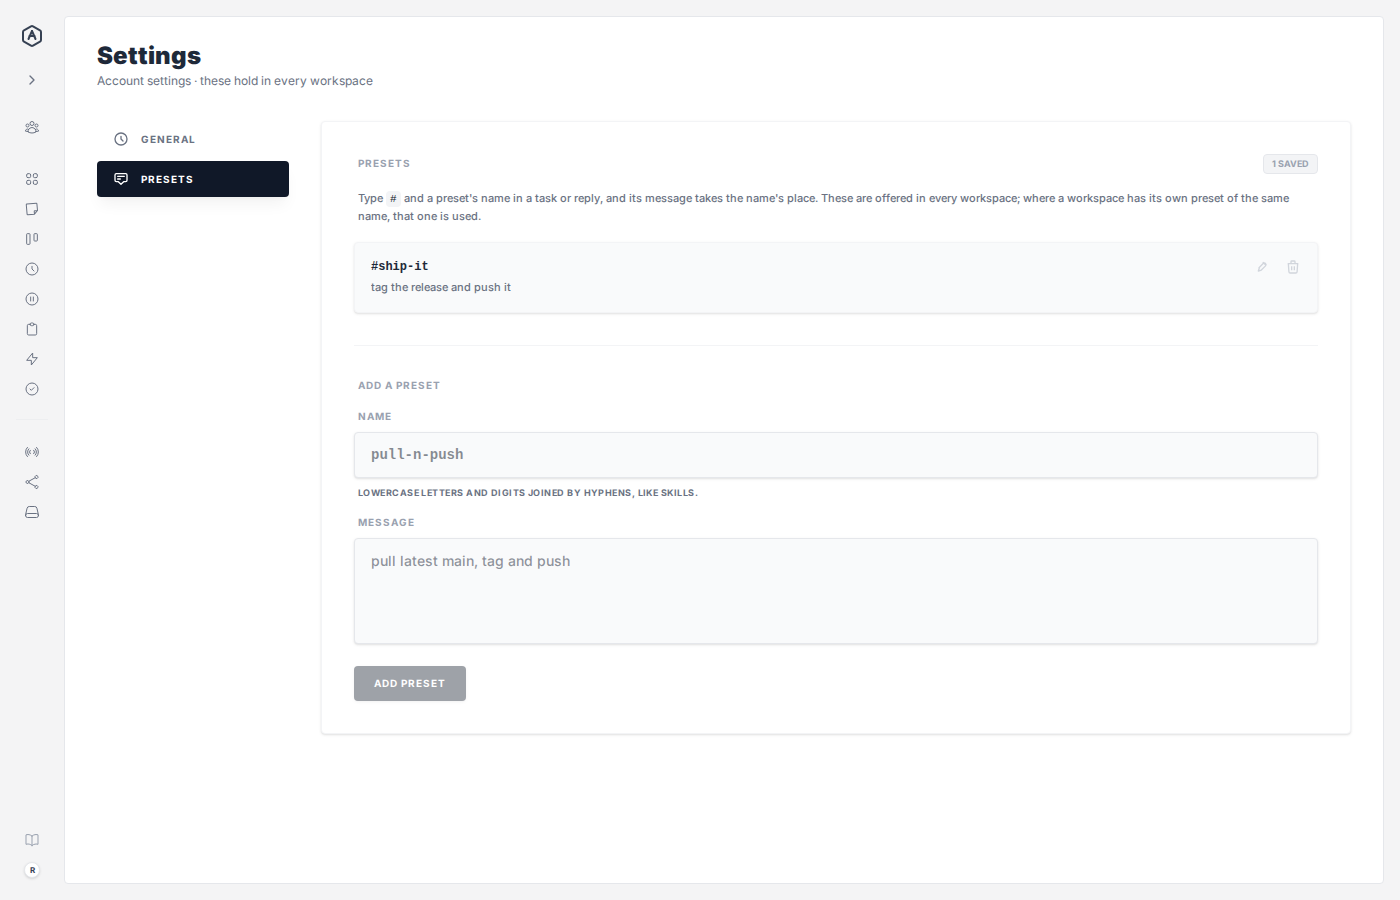 Settings
Account settings · these hold in every workspace
GENERAL
PRESETS
PRESETS
1 SAVED
Type # and a preset's name in a task or reply, and its message takes the name's place. These are offered in every workspace; where a workspace has its own preset of the same
name, that one is used.
#ship-it
tag the release and push it
ADD A PRESET
NAME
pull-n-push
LOWERCASE LETTERS AND DIGITS JOINED BY HYPHENS, LIKE SKILLS.
MESSAGE
pull latest main, tag and push
ADD PRESET
R